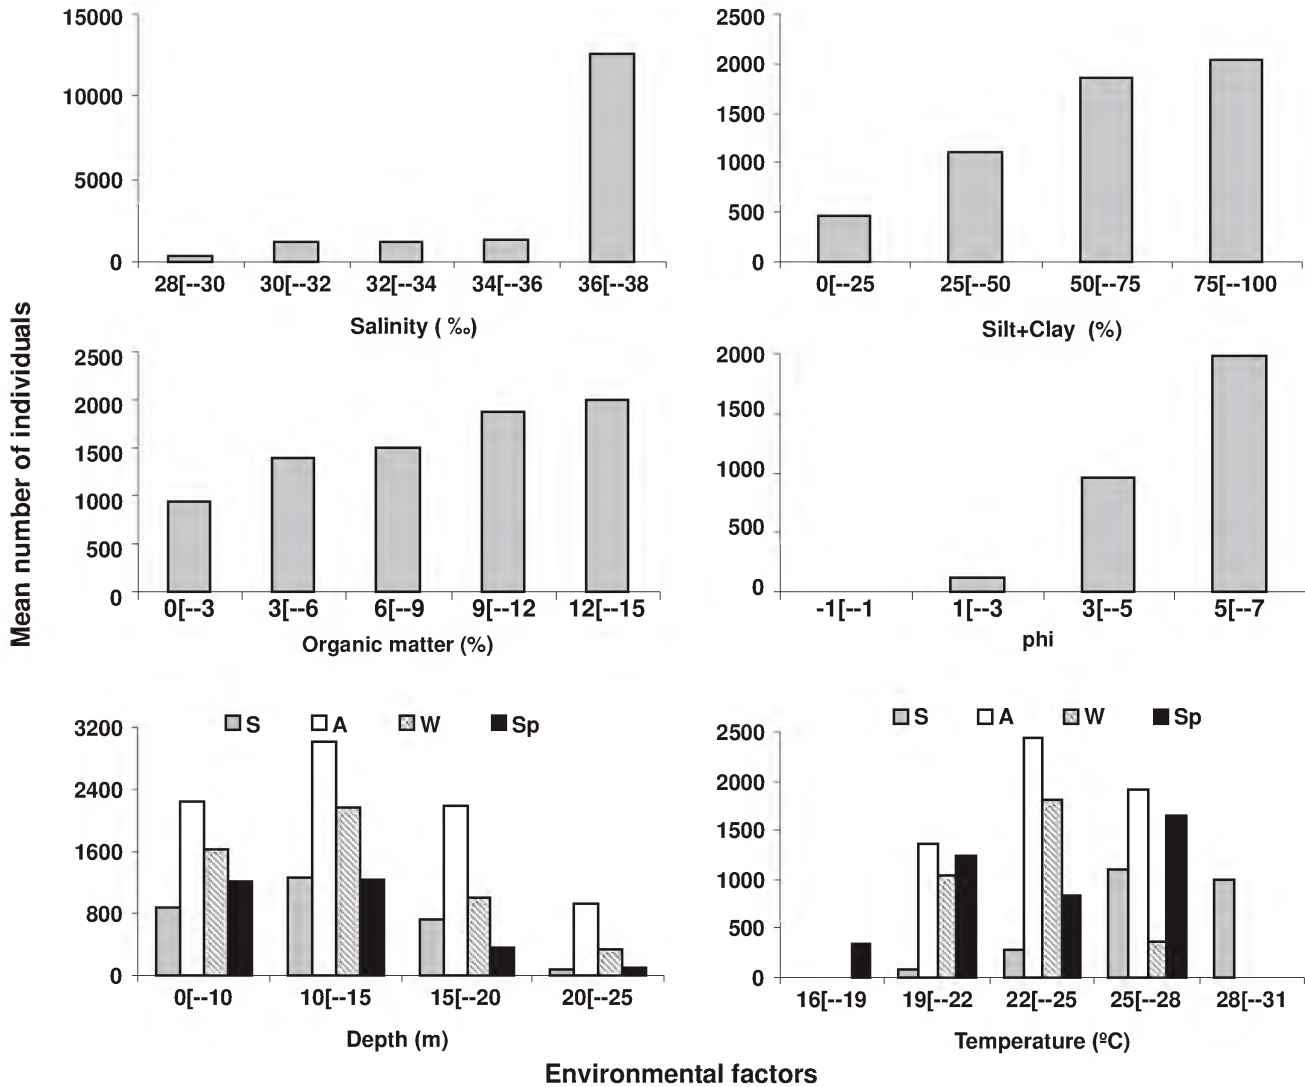 Mean number of individuals
15000
10000
5000
0
28[--30 30[--32 32[--34 34[--36 36[--38
Salinity ( ‰)
2500
2000
1500
1000
500
0
0[--25 25[--50 50[--75 75[--100
Silt+Clay (%)
2500
2000
1500
1000
500
0
0[--3 3[--6 6[--9 9[--12 12[--15
Organic matter (%)
2000
1500
1000
500
0
-1[--1 1[--3 3[--5 5[--7
phi
S A W Sp
3200
2400
1600
800
0
0[--10 10[--15 15[--20 20[--25
Depth (m)
S A W Sp
2500
2000
1500
1000
500
0
16[--19 19[--22 22[--25 25[--28 28[--31
Temperature (ºC)
Environmental factors